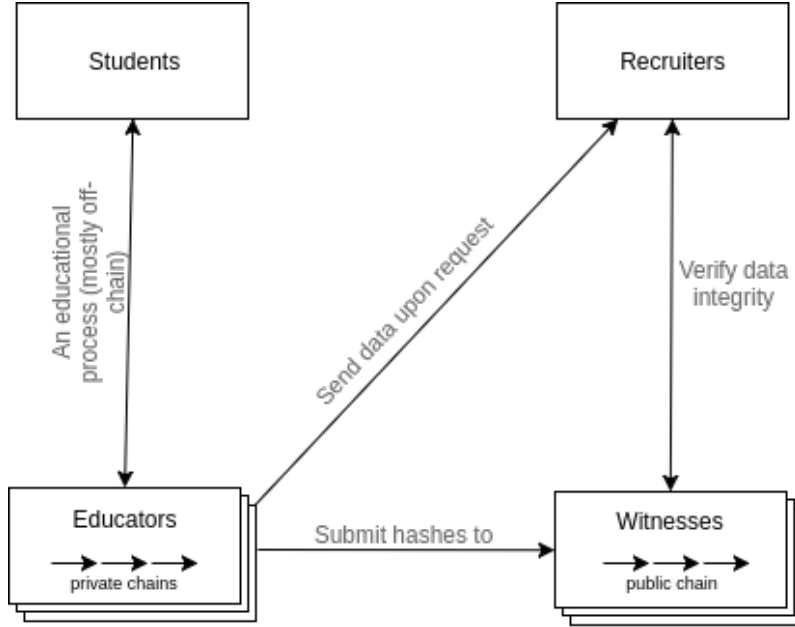 Students
Recruiters
An educational
process (mostly off-
chain)
Send data upon request
Verify data
integrity
Educators
private chains
Submit hashes to
Witnesses
public chain